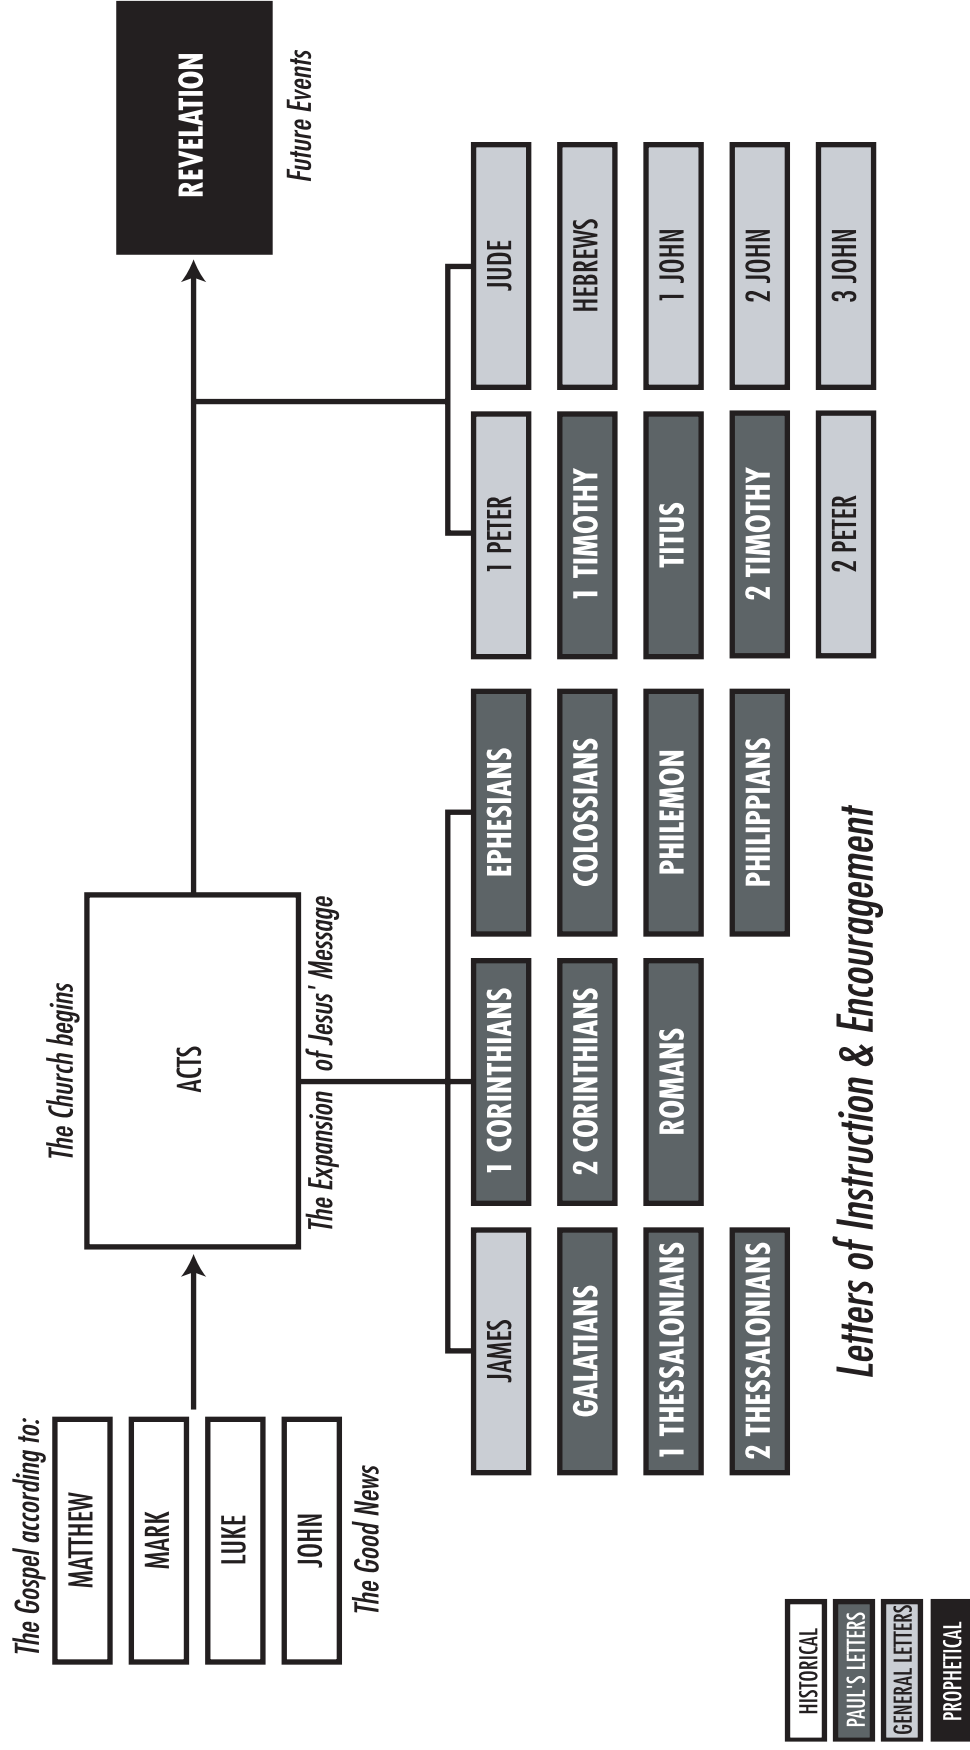 The Gospel according to:
MATTHEW
MARK
LUKE
JOHN
The Good News
The Church begins
ACTS
The Expansion of Jesus' Message
REVELATION
Future Events
JAMES
GALATIANS
1 THESSALONIANS
2 THESSALONIANS
1 CORINTHIANS
2 CORINTHIANS
ROMANS
EPHESIANS
COLOSSIANS
PHILEMON
PHILIPPIANS
1 PETER
1 TIMOTHY
TITUS
2 TIMOTHY
2 PETER
JUDE
HEBREWS
1 JOHN
2 JOHN
3 JOHN
Letters of Instruction & Encouragement
HISTORICAL
PAUL'S LETTERS
GENERAL LETTERS
PROPHETICAL